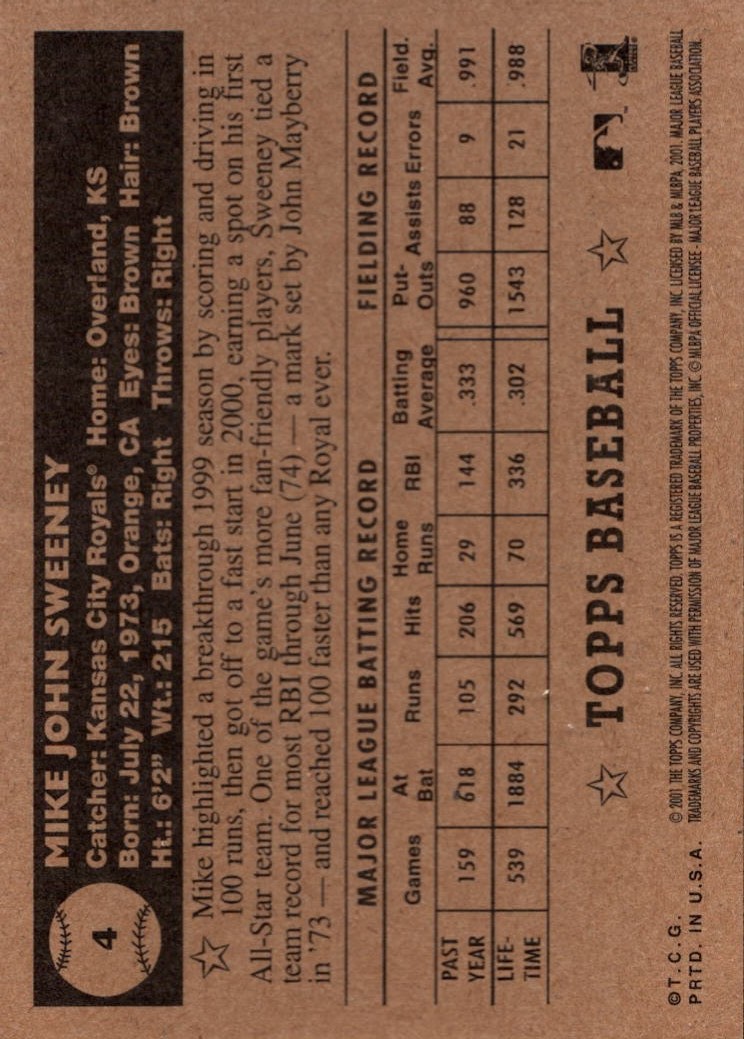 4
MIKE JOHN SWEENEY
Catcher: Kansas City Royals® Home: Overland, KS
Born: July 22, 1973, Orange, CA Eyes: Brown Hair: Brown
Ht.: 6'2" Wt.: 215 Bats: Right Throws: Right
Mike highlighted a breakthrough 1999 season by scoring and driving in
100 runs, then got off to a fast start in 2000, earning a spot on his first
All-Star team. One of the game's more fan-friendly players, Sweeney tied a
team record for most RBI through June (74) — a mark set by John Mayberry
in '73 — and reached 100 faster than any Royal ever.
MAJOR LEAGUE BATTING RECORD FIELDING RECORD
Games At Bat Runs Hits Home Runs RBI Batting Average Put-Outs Assists Errors Field. Avg.
PAST YEAR 159 618 105 206 29 144 .333 960 88 9 .991
LIFE-TIME 539 1884 292 569 70 336 .302 1543 128 21 .988
TOPPS BASEBALL
©T.C.G. © 2001 THE TOPPS COMPANY, INC. ALL RIGHTS RESERVED. TOPPS IS A REGISTERED TRADEMARK OF THE TOPPS COMPANY, INC. LICENSED BY MLB & MLBPA, 2001. MAJOR LEAGUE BASEBALL
PRTD. IN U.S.A. TRADEMARKS AND COPYRIGHTS ARE USED WITH PERMISSION OF MAJOR LEAGUE BASEBALL PROPERTIES, INC. © MLBPA OFFICIAL LICENSEE - MAJOR LEAGUE BASEBALL PLAYERS ASSOCIATION.